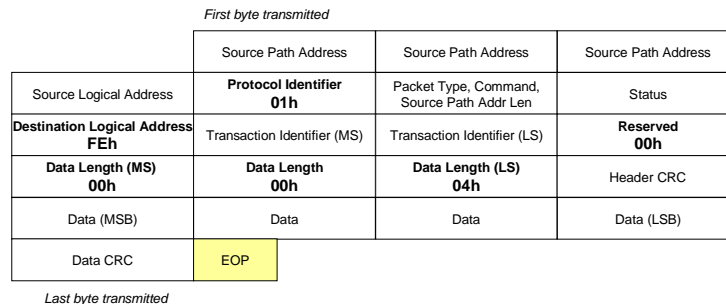 First byte transmitted
Source Path Address
Source Path Address
Source Path Address
Source Logical Address
Protocol Identifier
01h
Packet Type, Command,
Source Path Addr Len
Status
Destination Logical Address
FEh
Transaction Identifier (MS)
Transaction Identifier (LS)
Reserved
00h
Data Length (MS)
00h
Data Length
00h
Data Length (LS)
04h
Header CRC
Data (MSB)
Data
Data
Data (LSB)
Data CRC
EOP
Last byte transmitted